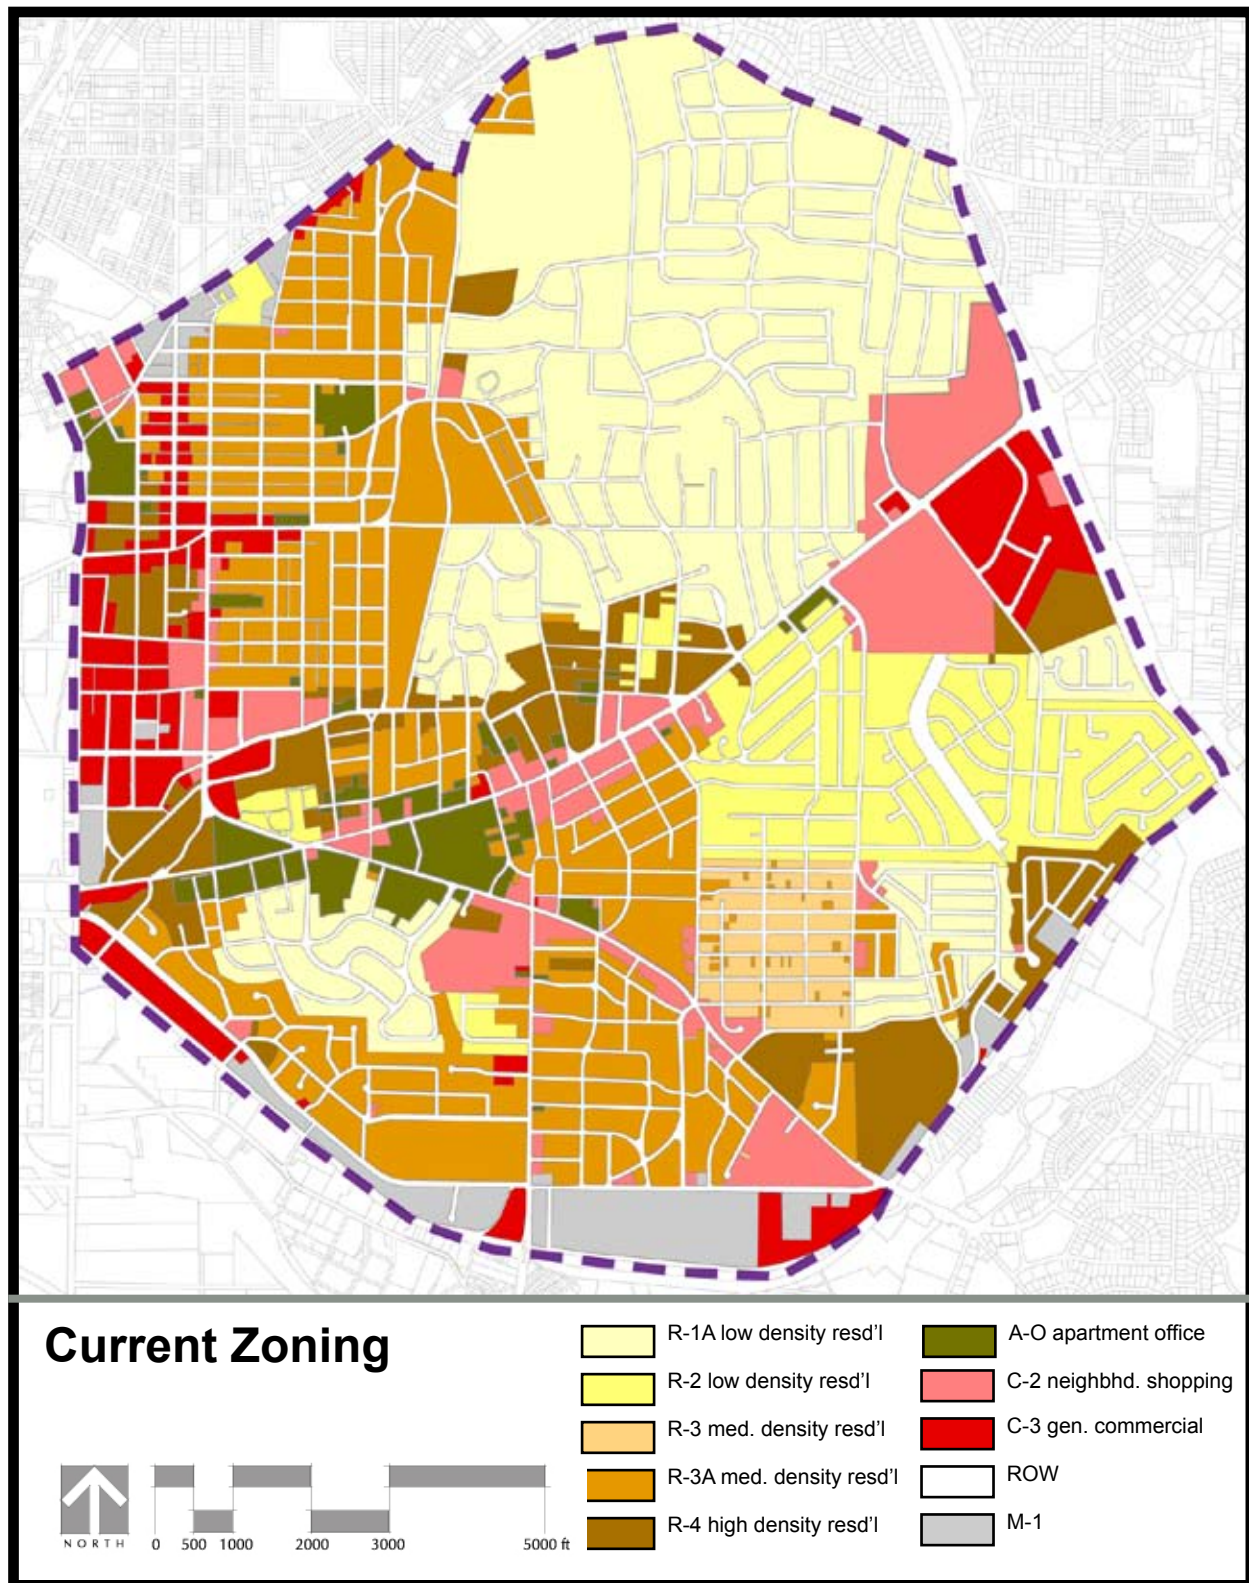 Current Zoning
R-1A low density resd'l
R-2 low density resd'l
R-3 med. density resd'l
R-3A med. density resd'l
R-4 high density resd'l
A-O apartment office
C-2 neighbhd. shopping
C-3 gen. commercial
ROW
M-1
NORTH
0 500 1000 2000 3000 5000 ft